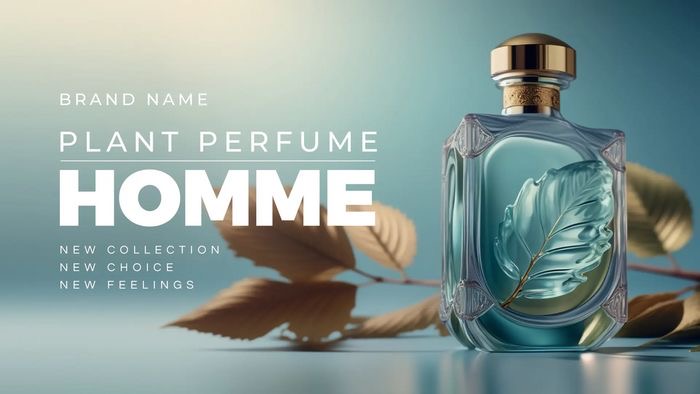 BRAND NAME
PLANT PERFUME
HOMME
NEW COLLECTION
NEW CHOICE
NEW FEELINGS